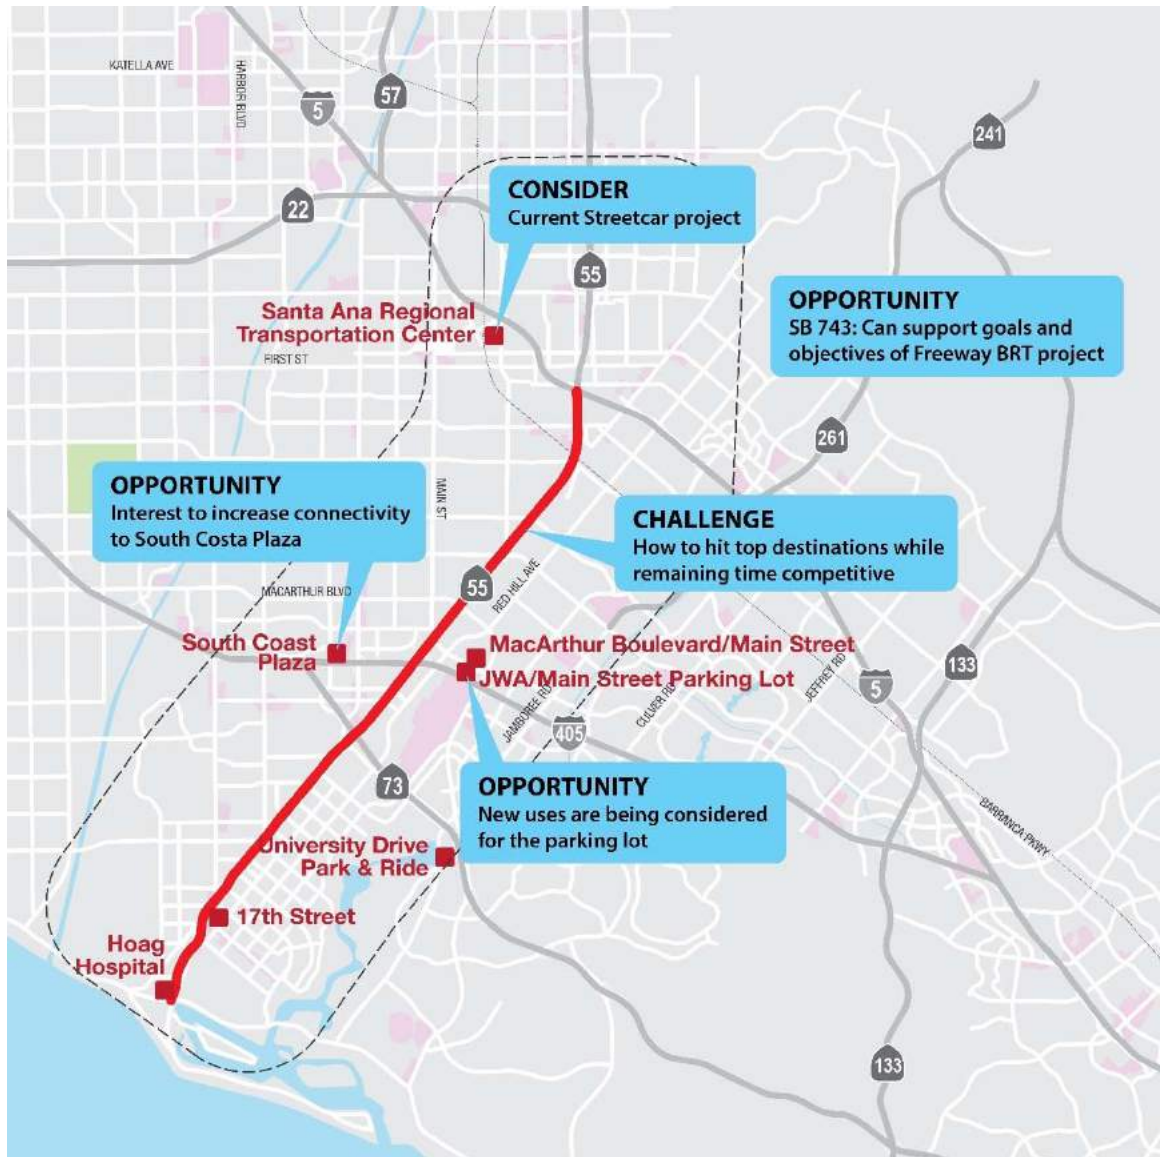 KATELLA AVE
HARBOR BLVD
5
57
241
22
CONSIDER
Current Streetcar project
55
Santa Ana Regional
Transportation Center
FIRST ST
OPPORTUNITY
SB 743: Can support goals and
objectives of Freeway BRT project
261
OPPORTUNITY
Interest to increase connectivity
to South Costa Plaza
MAIN ST
CHALLENGE
How to hit top destinations while
remaining time competitive
MACARTHUR BLVD
55
RED HILL AVE
South Coast
Plaza
MacArthur Boulevard/Main Street
JWA/Main Street Parking Lot
JAMBOREE RD
CULVER RD
JEFFREY RD
5
133
405
73
OPPORTUNITY
New uses are being considered
for the parking lot
BARRANCA PKWY
University Drive
Park & Ride
17th Street
Hoag
Hospital
133